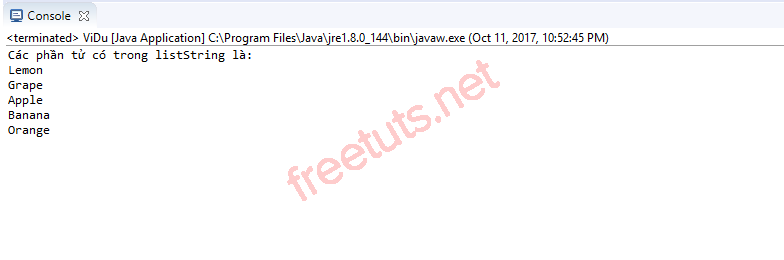 Console
<terminated> ViDu [Java Application] C:\Program Files\Java\jre1.8.0_144\bin\javaw.exe (Oct 11, 2017, 10:52:45 PM)
Các phần tử có trong listString là:
Lemon
Grape
Apple
Banana
Orange
freetuts.net